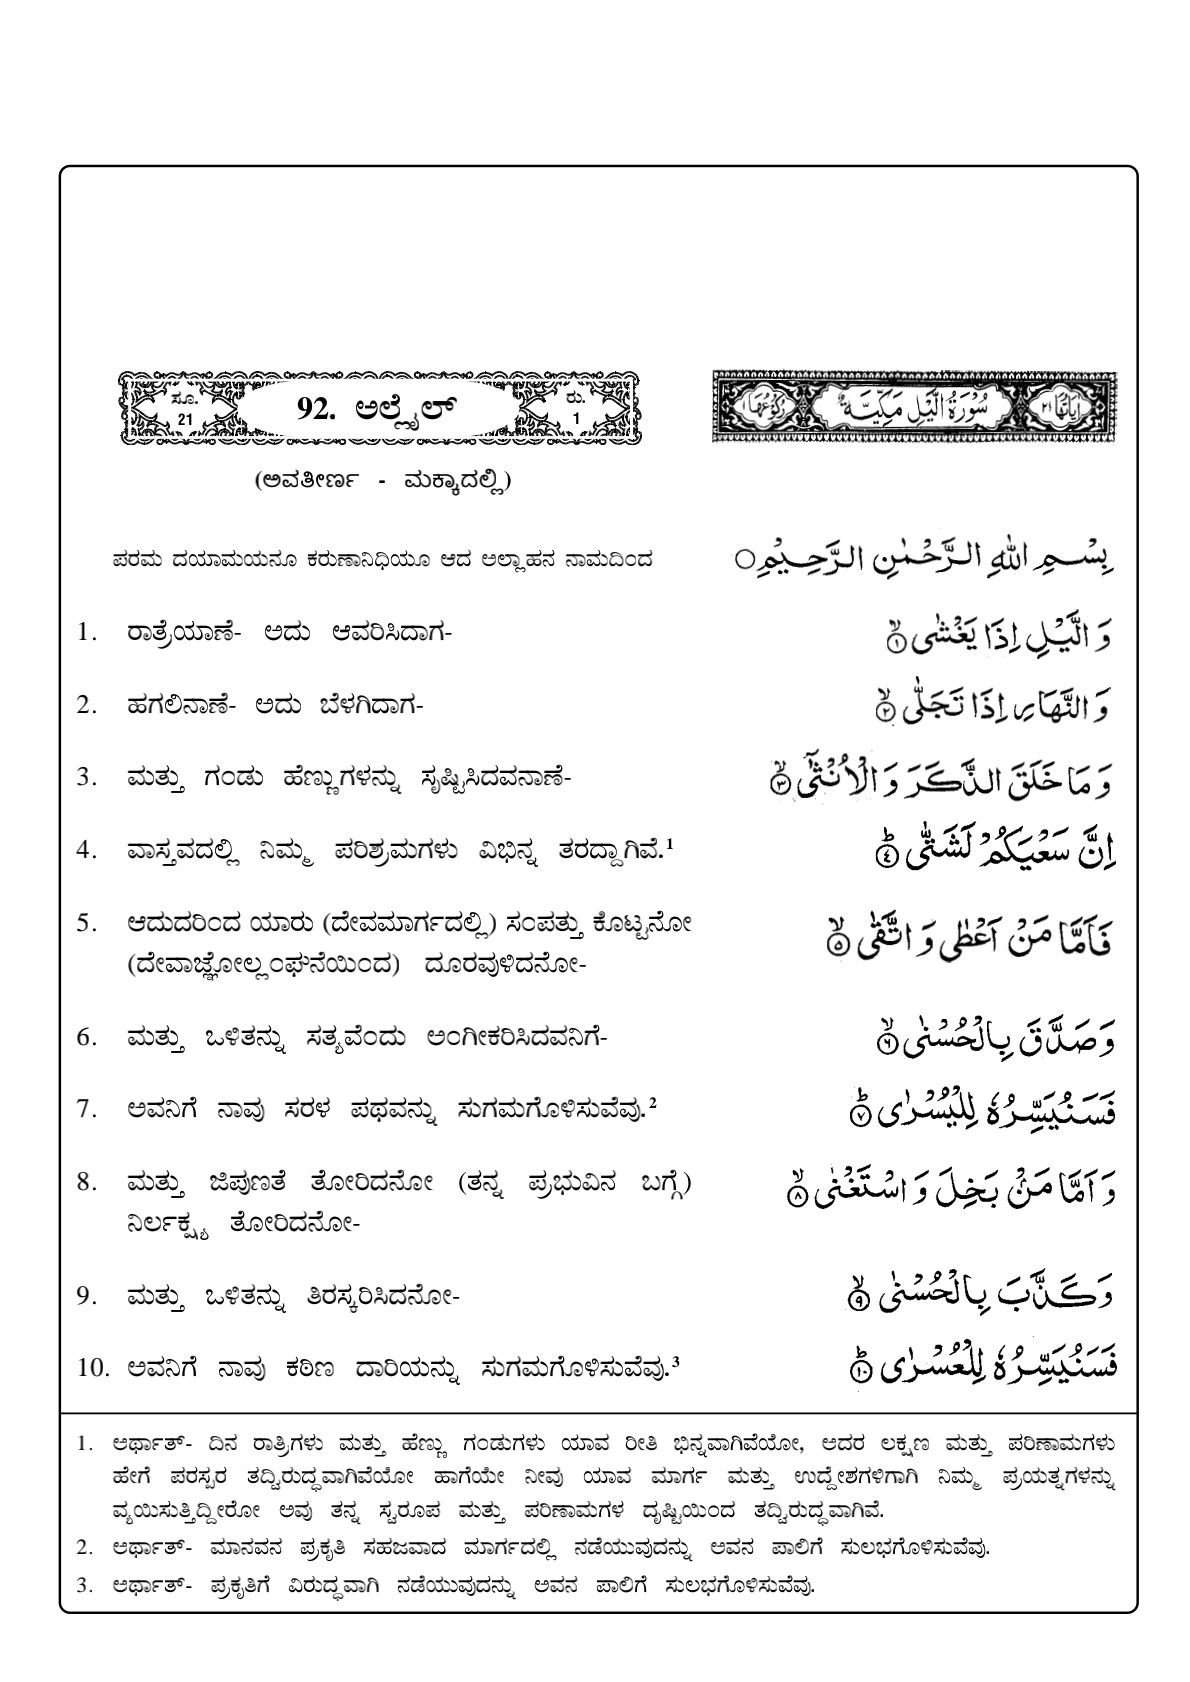 ಸೂ.
21
92. ಅಲ್ಲೈಲ್
ರು.
1
اٰيَاتُهَا ٢١
سُوْرَةُ الَّيْلِ مَكِّيَّةٌ
رُكُوْعُهَا ١
(ಅವತೀರ್ಣ - ಮಕ್ಕಾದಲ್ಲಿ)
ಪರಮ ದಯಾಮಯನೂ ಕರುಣಾನಿಧಿಯೂ ಆದ ಅಲ್ಲಾಹನ ನಾಮದಿಂದ
بِسْمِ اللّٰهِ الرَّحْمٰنِ الرَّحِيْمِ
1. ರಾತ್ರೆಯಾಣೆ- ಅದು ಆವರಿಸಿದಾಗ-
وَ الَّيْلِ اِذَا يَغْشٰى ۙ﴿١﴾
2. ಹಗಲಿನಾಣೆ- ಅದು ಬೆಳಗಿದಾಗ-
وَ النَّهَارِ اِذَا تَجَلّٰى ۙ﴿٢﴾
3. ಮತ್ತು ಗಂಡು ಹೆಣ್ಣುಗಳನ್ನು ಸೃಷ್ಟಿಸಿದವನಾಣೆ-
وَ مَا خَلَقَ الذَّكَرَ وَ الْاُنْثٰۤى ۙ﴿٣﴾
4. ವಾಸ್ತವದಲ್ಲಿ ನಿಮ್ಮ ಪರಿಶ್ರಮಗಳು ವಿಭಿನ್ನ ತರದ್ದಾಗಿವೆ.¹
اِنَّ سَعْيَكُمْ لَشَتّٰى ؕ﴿٤﴾
5. ಆದುದರಿಂದ ಯಾರು (ದೇವಮಾರ್ಗದಲ್ಲಿ) ಸಂಪತ್ತು ಕೊಟ್ಟನೋ
(ದೇವಾಜ್ಞೋಲ್ಲಂಘನೆಯಿಂದ) ದೂರವುಳಿದನೋ-
فَاَمَّا مَنْ اَعْطٰى وَ اتَّقٰى ۙ﴿٥﴾
6. ಮತ್ತು ಒಳಿತನ್ನು ಸತ್ಯವೆಂದು ಅಂಗೀಕರಿಸಿದವನಿಗೆ-
وَ صَدَّقَ بِالْحُسْنٰى ۙ﴿٦﴾
7. ಅವನಿಗೆ ನಾವು ಸರಳ ಪಥವನ್ನು ಸುಗಮಗೊಳಿಸುವೆವು.²
فَسَنُيَسِّرُهٗ لِلْيُسْرٰى ؕ﴿٧﴾
8. ಮತ್ತು ಜಿಪುಣತೆ ತೋರಿದನೋ (ತನ್ನ ಪ್ರಭುವಿನ ಬಗ್ಗೆ)
ನಿರ್ಲಕ್ಷ್ಯ ತೋರಿದನೋ-
وَ اَمَّا مَنْۢ بَخِلَ وَ اسْتَغْنٰى ۙ﴿٨﴾
9. ಮತ್ತು ಒಳಿತನ್ನು ತಿರಸ್ಕರಿಸಿದನೋ-
وَ كَذَّبَ بِالْحُسْنٰى ۙ﴿٩﴾
10. ಅವನಿಗೆ ನಾವು ಕಠಿಣ ದಾರಿಯನ್ನು ಸುಗಮಗೊಳಿಸುವೆವು.³
فَسَنُيَسِّرُهٗ لِلْعُسْرٰى ؕ﴿١٠﴾
1. ಅರ್ಥಾತ್- ದಿನ ರಾತ್ರಿಗಳು ಮತ್ತು ಹೆಣ್ಣು ಗಂಡುಗಳು ಯಾವ ರೀತಿ ಭಿನ್ನವಾಗಿವೆಯೋ, ಅದರ ಲಕ್ಷಣ ಮತ್ತು ಪರಿಣಾಮಗಳು
ಹೇಗೆ ಪರಸ್ಪರ ತದ್ವಿರುದ್ಧವಾಗಿವೆಯೋ ಹಾಗೆಯೇ ನೀವು ಯಾವ ಮಾರ್ಗ ಮತ್ತು ಉದ್ದೇಶಗಳಿಗಾಗಿ ನಿಮ್ಮ ಪ್ರಯತ್ನಗಳನ್ನು
ವ್ಯಯಿಸುತ್ತಿದ್ದೀರೋ ಅವು ತನ್ನ ಸ್ವರೂಪ ಮತ್ತು ಪರಿಣಾಮಗಳ ದೃಷ್ಟಿಯಿಂದ ತದ್ವಿರುದ್ಧವಾಗಿವೆ.
2. ಅರ್ಥಾತ್- ಮಾನವನ ಪ್ರಕೃತಿ ಸಹಜವಾದ ಮಾರ್ಗದಲ್ಲಿ ನಡೆಯುವುದನ್ನು ಅವನ ಪಾಲಿಗೆ ಸುಲಭಗೊಳಿಸುವೆವು.
3. ಅರ್ಥಾತ್- ಪ್ರಕೃತಿಗೆ ವಿರುದ್ಧವಾಗಿ ನಡೆಯುವುದನ್ನು ಅವನ ಪಾಲಿಗೆ ಸುಲಭಗೊಳಿಸುವೆವು.